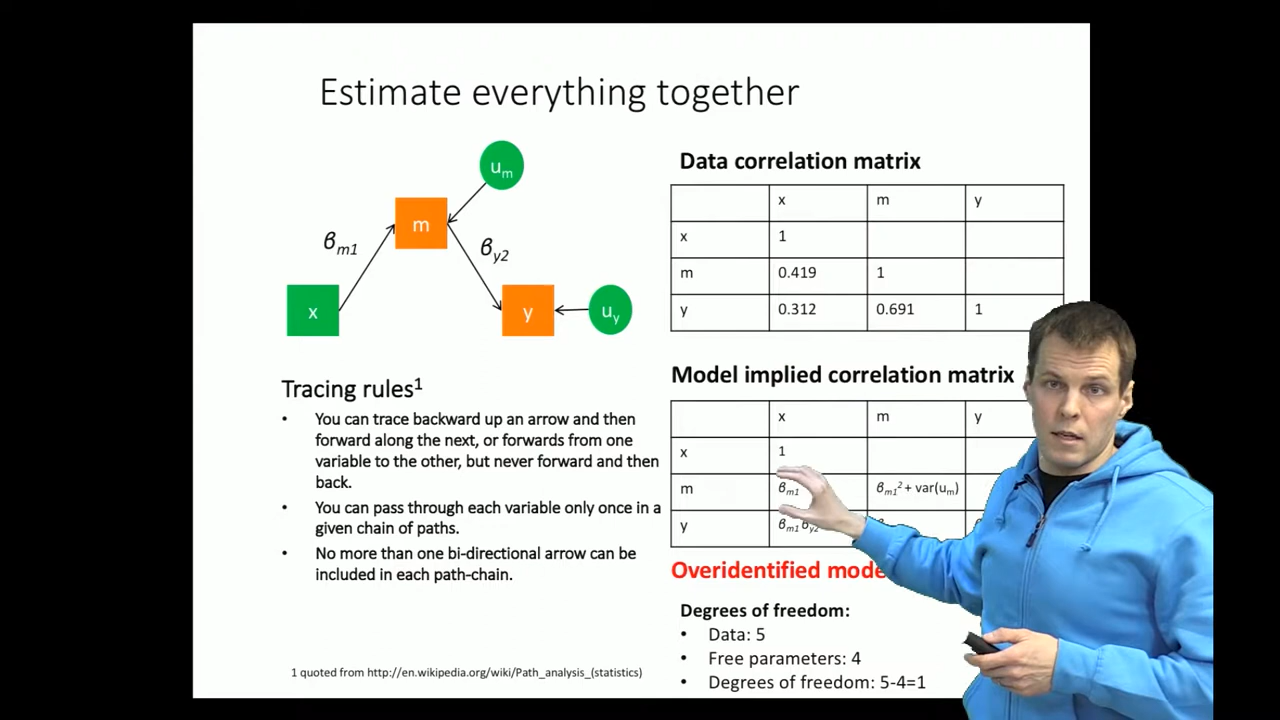 Estimate everything together
u_m
m
β_m1
β_y2
x
y
u_y
Tracing rules¹
• You can trace backward up an arrow and then
forward along the next, or forwards from one
variable to the other, but never forward and then
back.
• You can pass through each variable only once in a
given chain of paths.
• No more than one bi-directional arrow can be
included in each path-chain.
1 quoted from http://en.wikipedia.org/wiki/Path_analysis_(statistics)
Data correlation matrix
x m y
x 1
m 0.419 1
y 0.312 0.691 1
Model implied correlation matrix
x m y
x 1
m β_m1 β_m1² + var(u_m)
y β_m1 β_y2
Overidentified
Degrees of freedom:
• Data: 5
• Free parameters: 4
• Degrees of freedom: 5-4=1